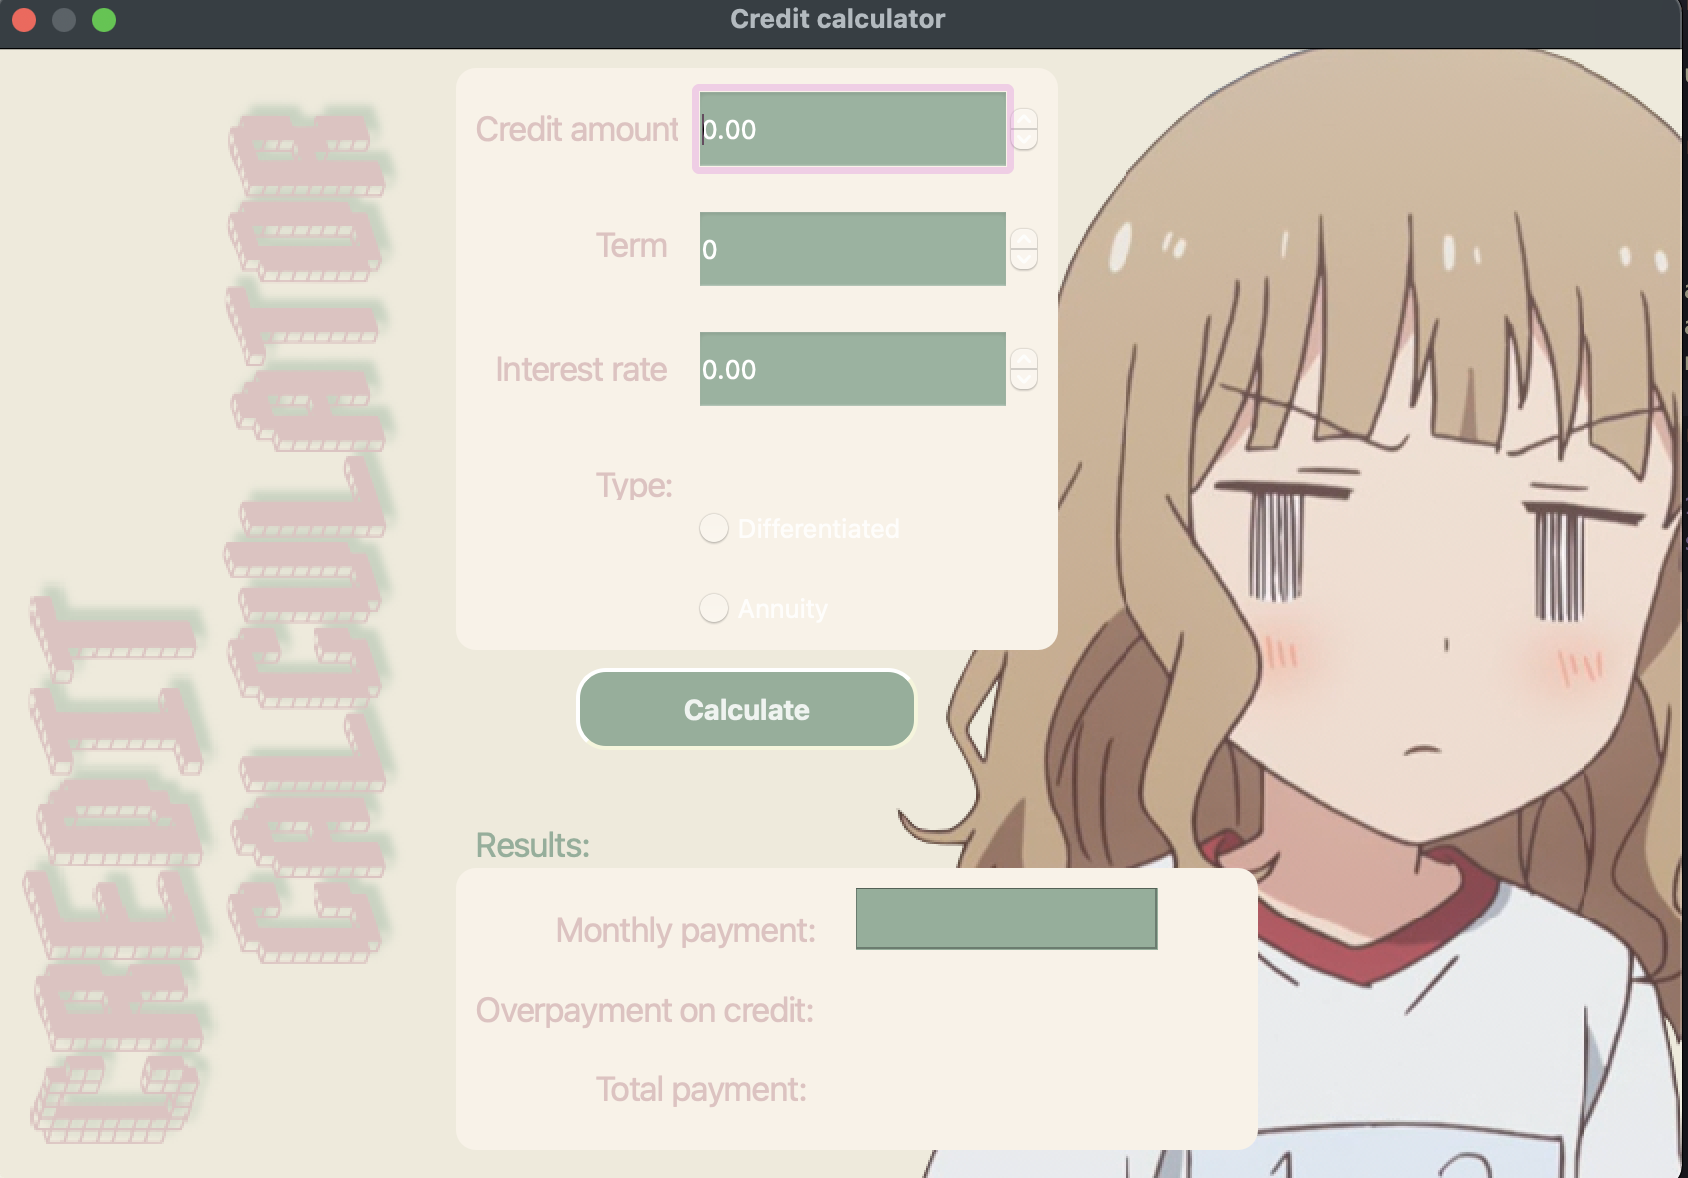 Credit calculator
CREDIT
CALCULATOR
Credit amount
0.00
Term
0
Interest rate
0.00
Type:
Differentiated
Annuity
Calculate
Results:
Monthly payment:
Overpayment on credit:
Total payment: